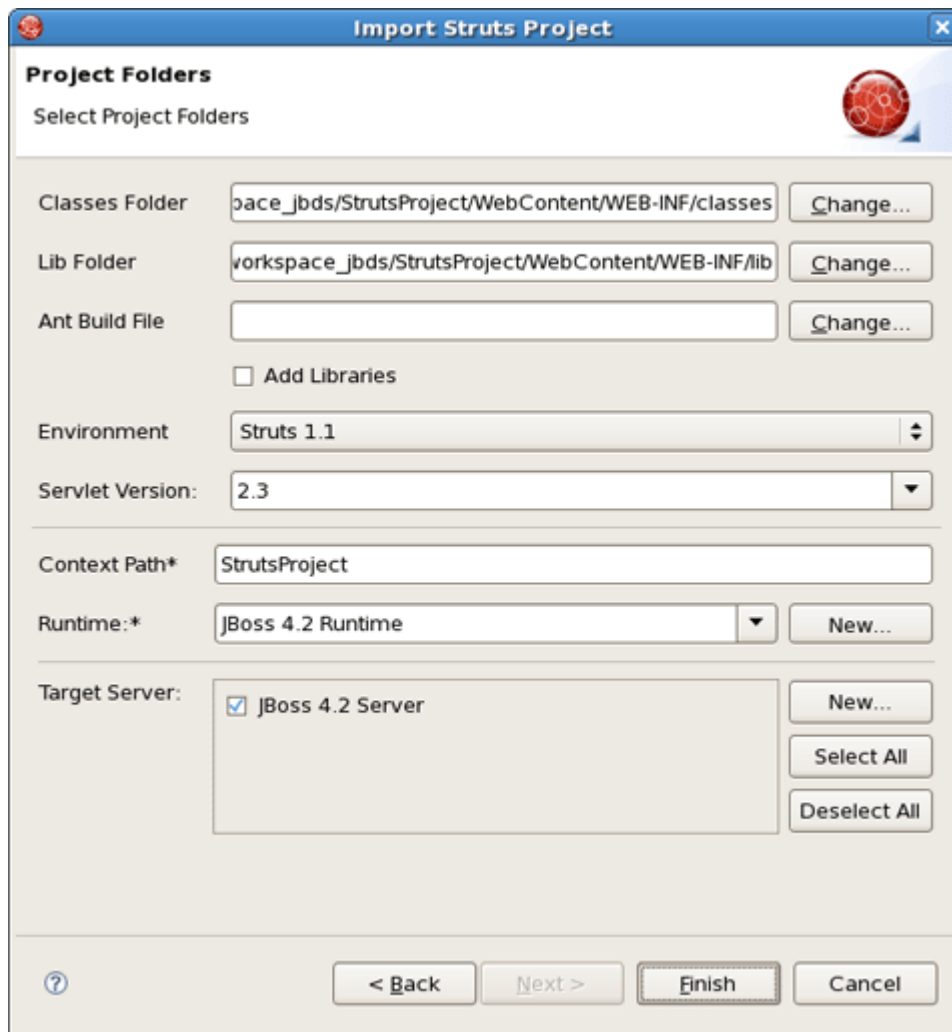 Import Struts Project
Project Folders
Select Project Folders
Classes Folder pace_jbds/StrutsProject/WebContent/WEB-INF/classes Change...
Lib Folder workspace_jbds/StrutsProject/WebContent/WEB-INF/lib Change...
Ant Build File Change...
Add Libraries
Environment Struts 1.1
Servlet Version: 2.3
Context Path* StrutsProject
Runtime:* JBoss 4.2 Runtime New...
Target Server: JBoss 4.2 Server New...
Select All
Deselect All
? < Back Next > Finish Cancel